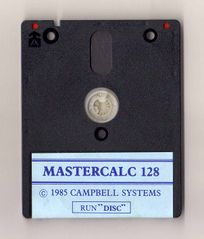 MASTERCALC 128
© 1985 CAMPBELL SYSTEMS
RUN "DISC"